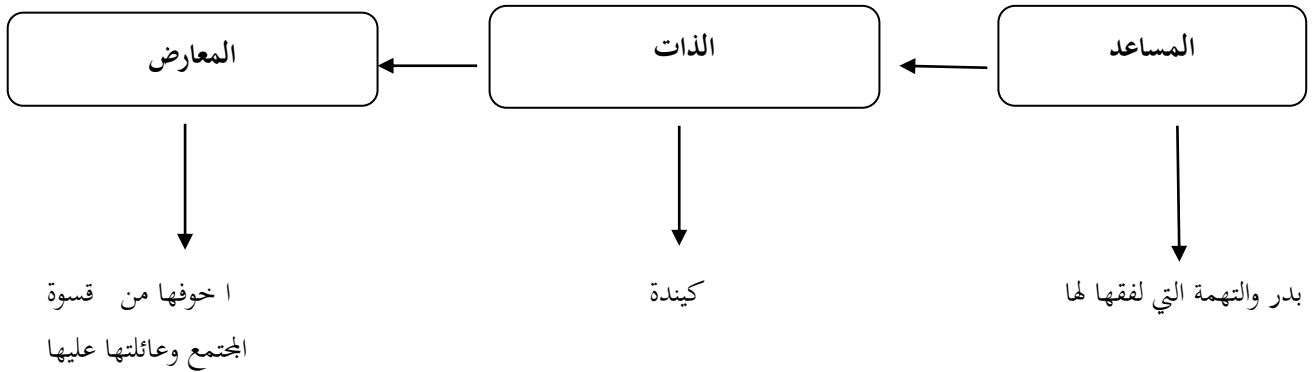 المساعد
الذات
المعارض
بدر والتهمة التي لفقها لها
كيندة
ا خوفها من قسوة
المجتمع وعائلتها عليها